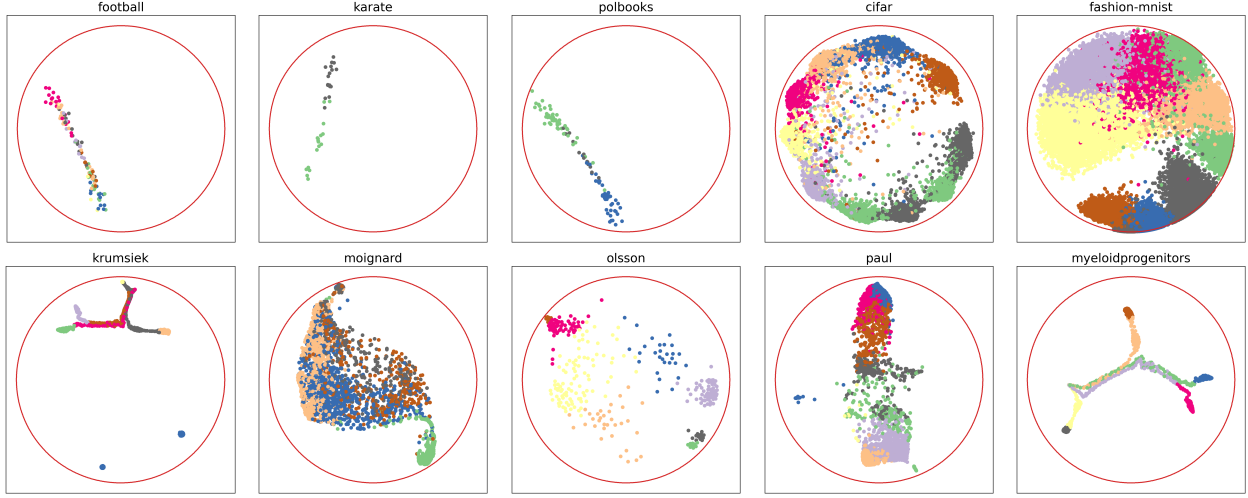 football
karate
polbooks
cifar
fashion-mnist
krumsiek
moignard
olsson
paul
myeloidprogenitors